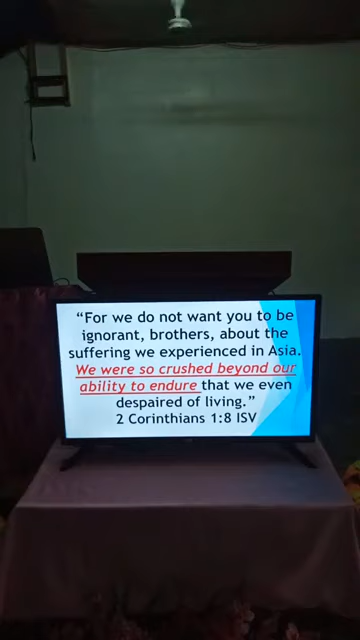 “For we do not want you to be
ignorant, brothers, about the
suffering we experienced in Asia.
We were so crushed beyond our
ability to endure that we even
despaired of living.”
2 Corinthians 1:8 ISV